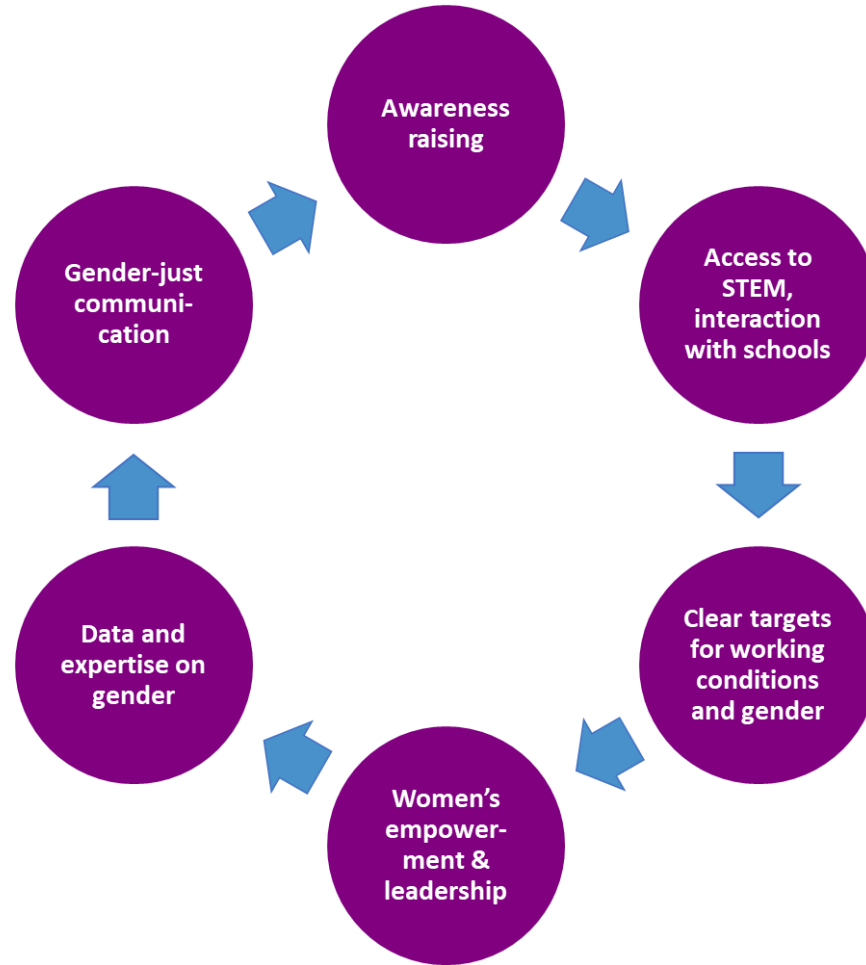 Awareness
raising
Access to
STEM,
interaction
with schools
Clear targets
for working
conditions
and gender
Women’s
empower-
ment &
leadership
Data and
expertise on
gender
Gender-just
communi-
cation